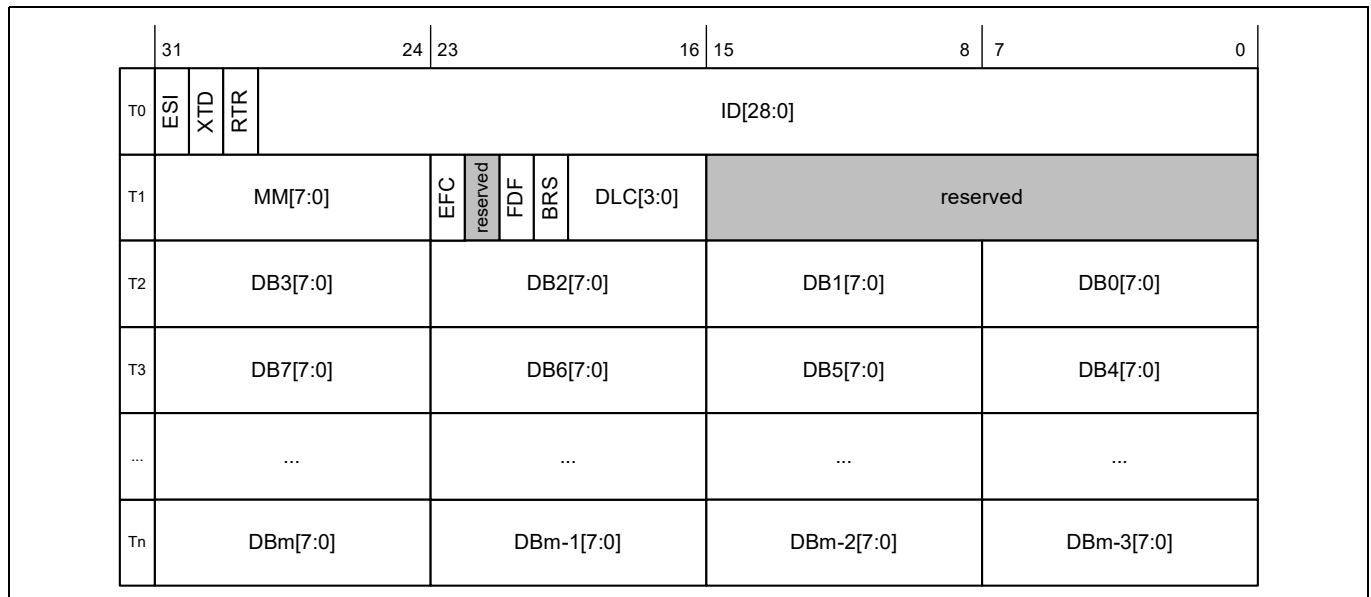 31 24 23 16 15 8 7 0
T0 ESI XTD RTR ID[28:0]
T1 MM[7:0] EFC reserved FDF BRS DLC[3:0] reserved
T2 DB3[7:0] DB2[7:0] DB1[7:0] DB0[7:0]
T3 DB7[7:0] DB6[7:0] DB5[7:0] DB4[7:0]
... ... ... ... ...
Tn DBm[7:0] DBm-1[7:0] DBm-2[7:0] DBm-3[7:0]